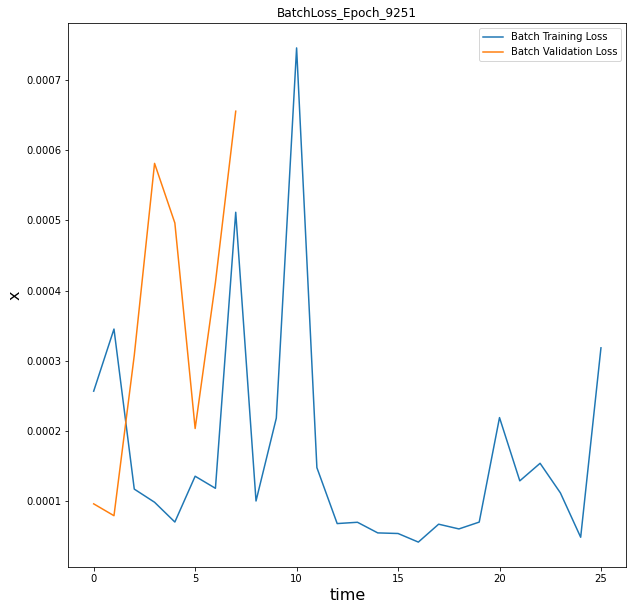 BatchLoss_Epoch_9251
Batch Training Loss
Batch Validation Loss
0.0007
0.0006
0.0005
0.0004
0.0003
0.0002
0.0001
x
0 5 10 15 20 25
time